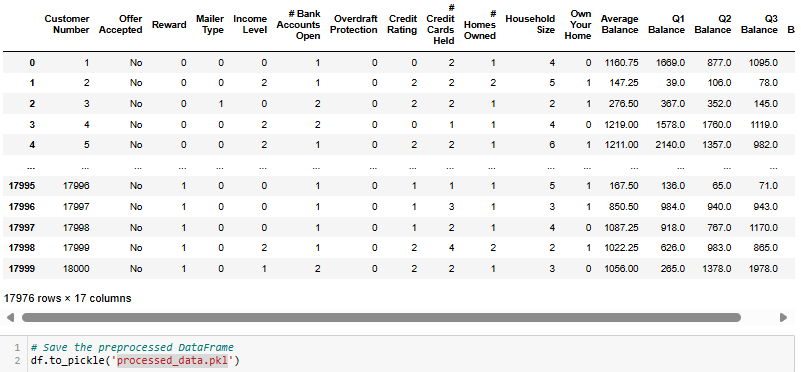 Customer Number Offer Accepted Reward Mailer Type Income Level # Bank Accounts Open Overdraft Protection Credit Rating # Credit Cards Held # Homes Owned Household Size Own Your Home Average Balance Q1 Balance Q2 Balance Q3 Balance B
0 1 No 0 0 0 1 0 0 2 1 4 0 1160.75 1669.0 877.0 1095.0
1 2 No 0 0 2 1 0 2 2 2 5 1 147.25 39.0 106.0 78.0
2 3 No 0 1 0 2 0 2 2 1 2 1 276.50 367.0 352.0 145.0
3 4 No 0 0 2 2 0 0 1 1 4 0 1219.00 1578.0 1760.0 1119.0
4 5 No 0 0 2 1 0 2 2 1 6 1 1211.00 2140.0 1357.0 982.0
... ... ... ... ... ... ... ... ... ... ... ... ... ... ... ... ...
17995 17996 No 1 0 0 1 0 1 1 1 5 1 167.50 136.0 65.0 71.0
17996 17997 No 1 0 0 1 0 1 3 1 3 1 850.50 984.0 940.0 943.0
17997 17998 No 1 0 0 1 0 1 2 1 4 0 1087.25 918.0 767.0 1170.0
17998 17999 No 1 0 2 1 0 2 4 2 2 1 1022.25 626.0 983.0 865.0
17999 18000 No 1 0 1 2 0 2 2 1 3 0 1056.00 265.0 1378.0 1978.0
17976 rows × 17 columns
1 # Save the preprocessed DataFrame
2 df.to_pickle('processed_data.pkl')